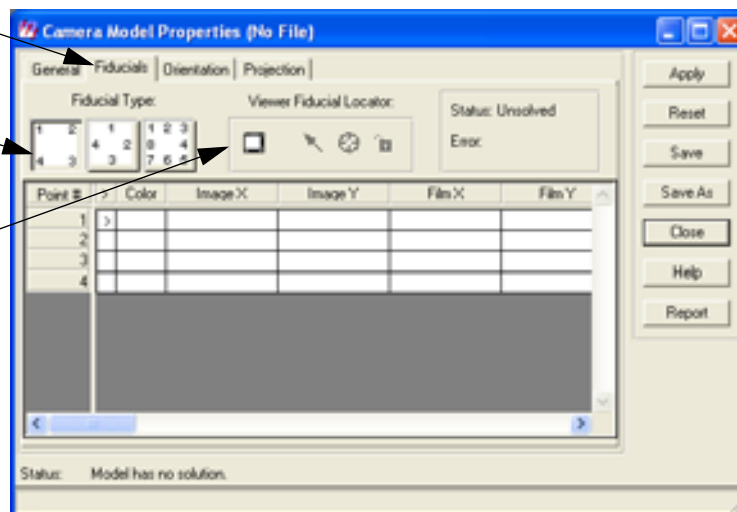 Camera Model Properties (No File)
General Fiducials Orientation Projection
Fiducial Type: Viewer Fiducial Locator: Status: Unsolved
Error:
1 2
4 3
1
4 2
3
1 2 3
8 4
7 6 5
Point # > Color Image X Image Y Film X Film Y
1 >
2
3
4
Apply
Reset
Save
Save As
Close
Help
Report
Status: Model has no solution.